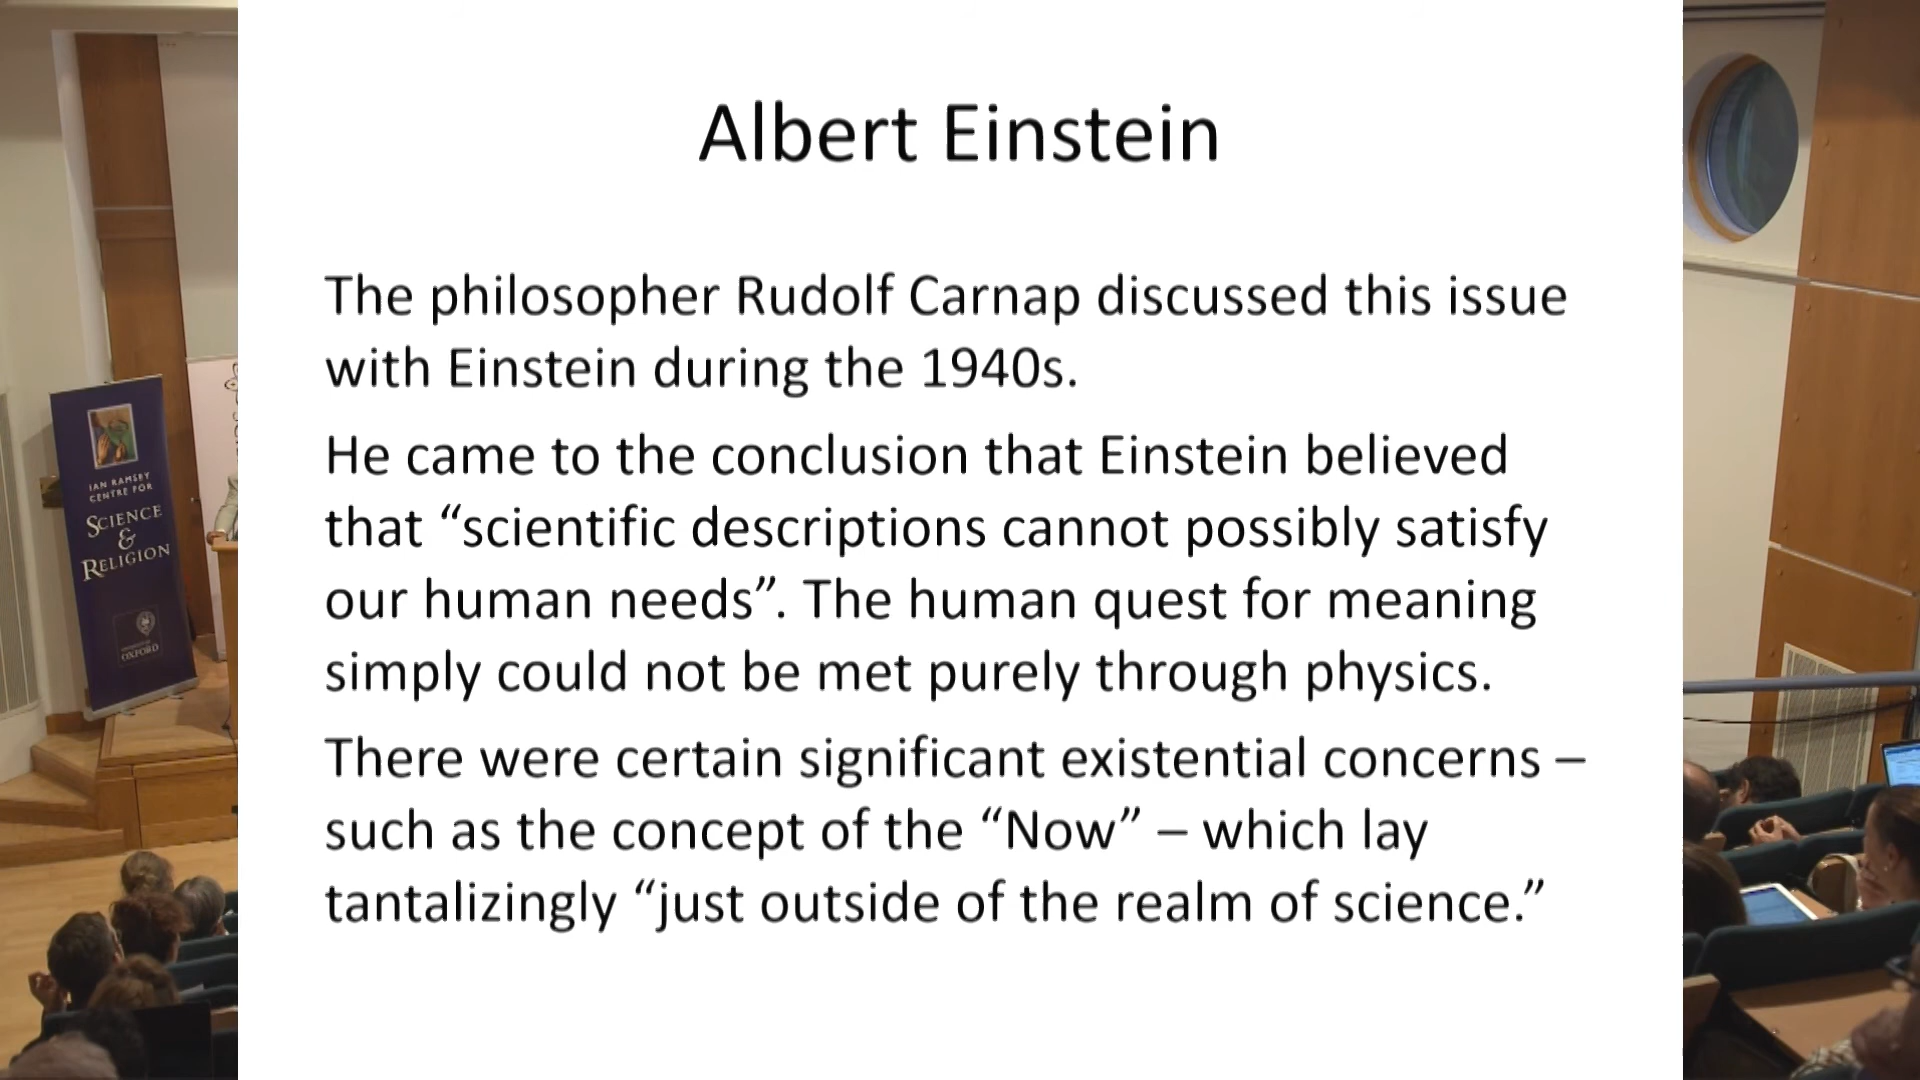 Albert Einstein
The philosopher Rudolf Carnap discussed this issue
with Einstein during the 1940s.
He came to the conclusion that Einstein believed
that “scientific descriptions cannot possibly satisfy
our human needs”. The human quest for meaning
simply could not be met purely through physics.
There were certain significant existential concerns –
such as the concept of the “Now” – which lay
tantalizingly “just outside of the realm of science.”
IAN RAMSEY
CENTRE FOR
SCIENCE
&
RELIGION
UNIVERSITY OF
OXFORD